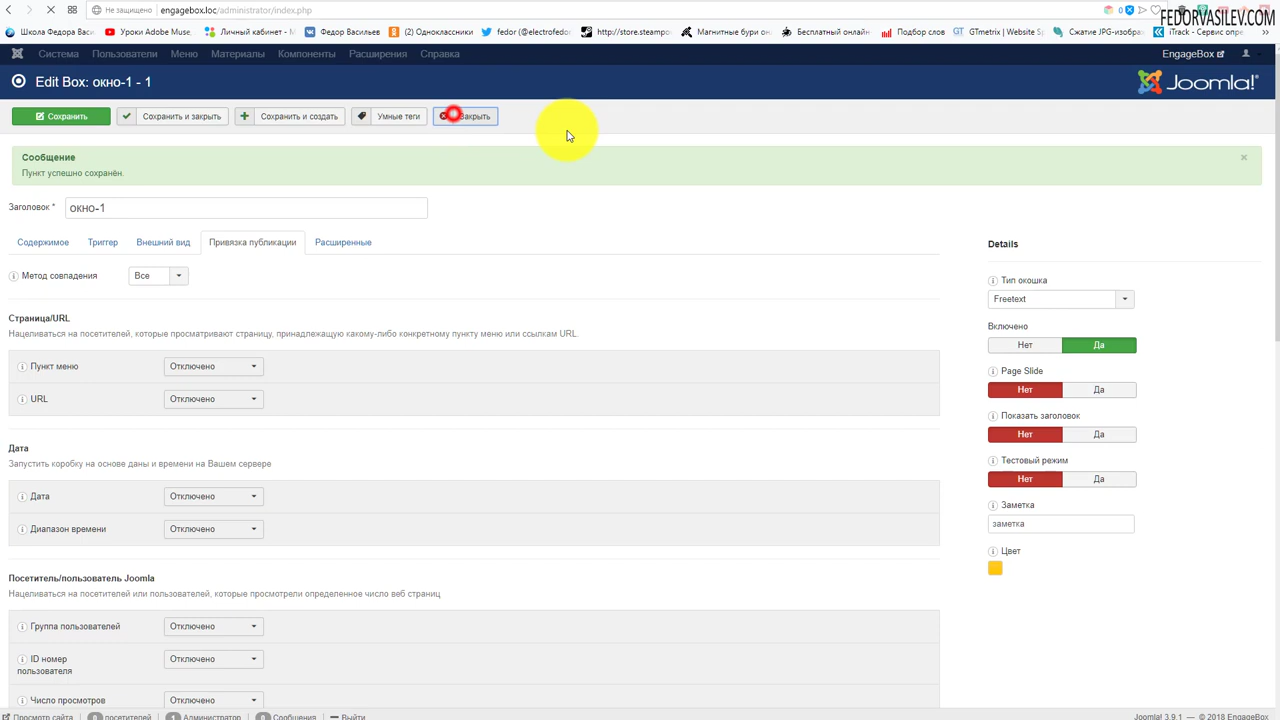 Не защищено engagebox.loc/administrator/index.php
FEDORVASILEV.COM
Школа Федора Васи
Уроки Adobe Muse.
Личный кабинет - М
Федор Васильев
(2) Одноклассники
fedor (@electrofedor)
http://store.steampo
Магнитные бури он
Бесплатный онлайн
Подбор слов
GTmetrix | Website S
Сжатие JPG-изобра
iTrack - Сервис опре
Система Пользователи Меню Материалы Компоненты Расширения Справка
EngageBox
Edit Box: окно-1 - 1
Joomla!®
Сохранить
Сохранить и закрыть
Сохранить и создать
Умные теги
Закрыть
Сообщение
Пункт успешно сохранён.
×
Заголовок *
окно-1
Содержимое Триггер Внешний вид Привязка публикации Расширенные
Метод совпадения Все
Страница/URL
Нацеливаться на посетителей, которые просматривают страницу, принадлежащую какому-либо конкретному пункту меню или ссылкам URL.
Пункт меню Отключено
URL Отключено
Дата
Запустить коробку на основе даны и времени на Вашем сервере
Дата Отключено
Диапазон времени Отключено
Посетитель/пользователь Joomla
Нацеливаться на посетителей или пользователей, которые просмотрели определенное число веб страниц
Группа пользователей Отключено
ID номер
пользователя
Отключено
Число просмотров Отключено
Details
Тип окошка
Freetext
Включено
Нет Да
Page Slide
Нет Да
Показать заголовок
Нет Да
Тестовый режим
Нет Да
Заметка
заметка
Цвет
Просмотр сайта 0 посетителей 1 Администратор 0 Сообщения Выйти
Joomla! 3.9.1 — © 2018 EngageBox